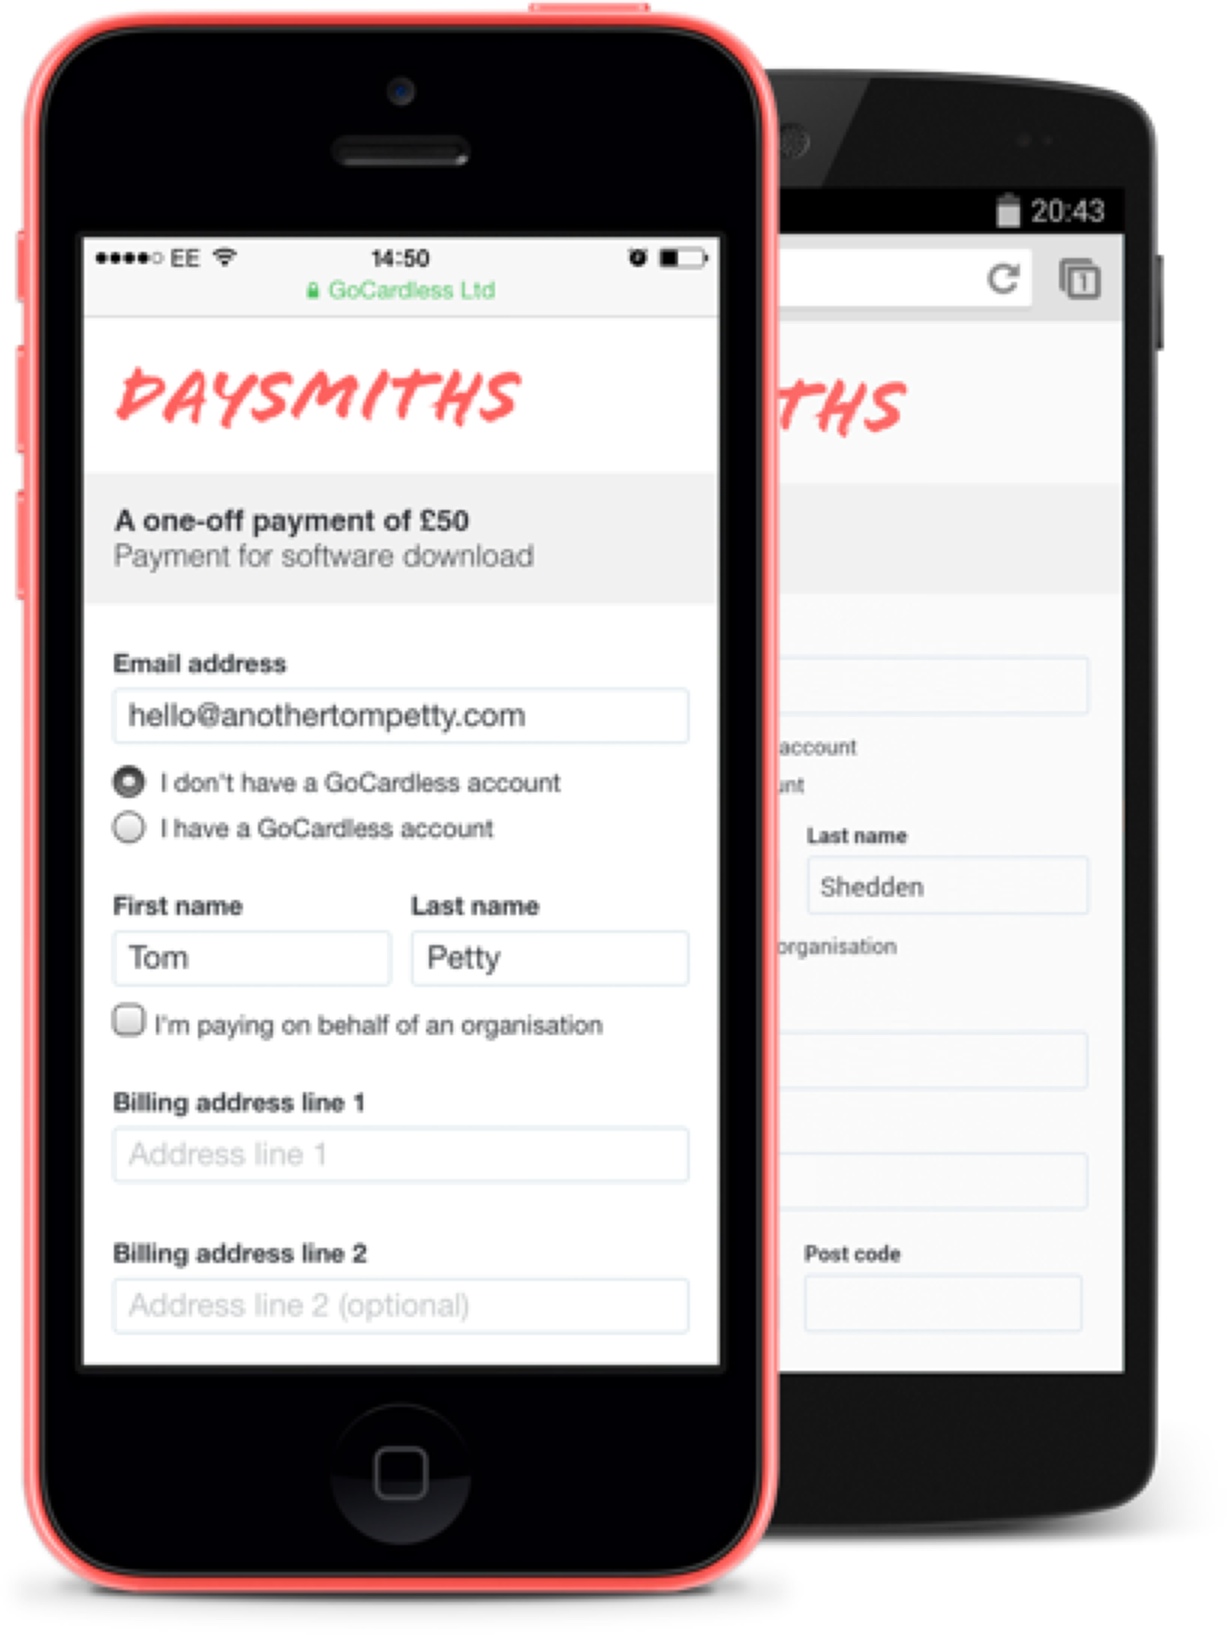 EE
14:50
GoCardless Ltd
DAYSMITHS
A one-off payment of £50
Payment for software download
Email address
hello@anothertompetty.com
I don't have a GoCardless account
I have a GoCardless account
First name Last name
Tom Petty
I'm paying on behalf of an organisation
Billing address line 1
Address line 1
Billing address line 2
Address line 2 (optional)
20:43
1
THS
account
unt
Last name
Shedden
organisation
Post code